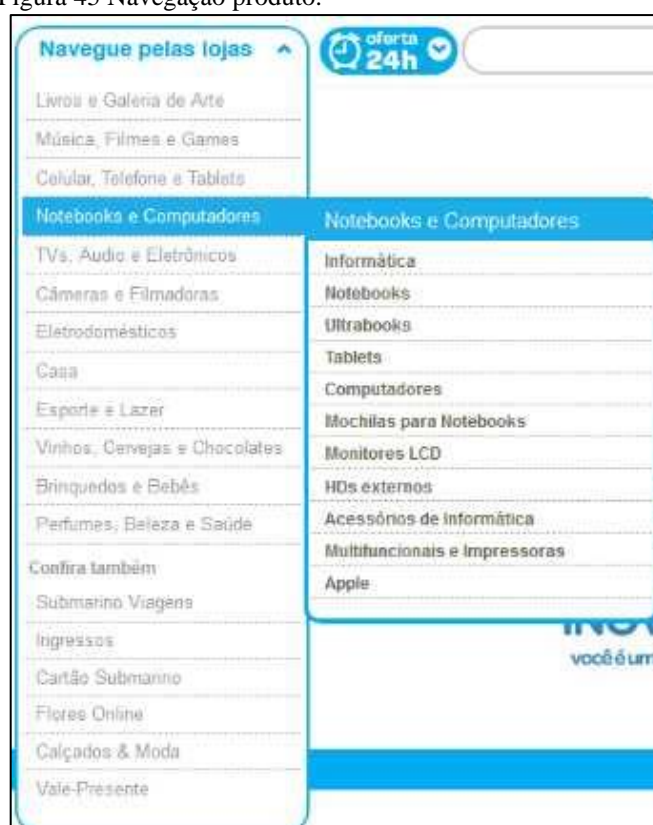 Figura 45 Navegação produto.
Navegue pelas lojas
oferta
24h
Livros e Galeria de Arte
Música, Filmes e Games
Celular, Telefone e Tablets
Notebooks e Computadores
TVs, Audio e Eletrônicos
Câmeras e Filmadoras
Eletrodomésticos
Casa
Esporte e Lazer
Vinhos, Cervejas e Chocolates
Brinquedos e Bebês
Perfumes, Beleza e Saúde
Confira também
Submarino Viagens
Ingressos
Cartão Submarino
Flores Online
Calçados & Moda
Vale-Presente
Notebooks e Computadores
Informática
Notebooks
Ultrabooks
Tablets
Computadores
Mochilas para Notebooks
Monitores LCD
HDs externos
Acessórios de Informática
Multifuncionais e Impressoras
Apple
você é um